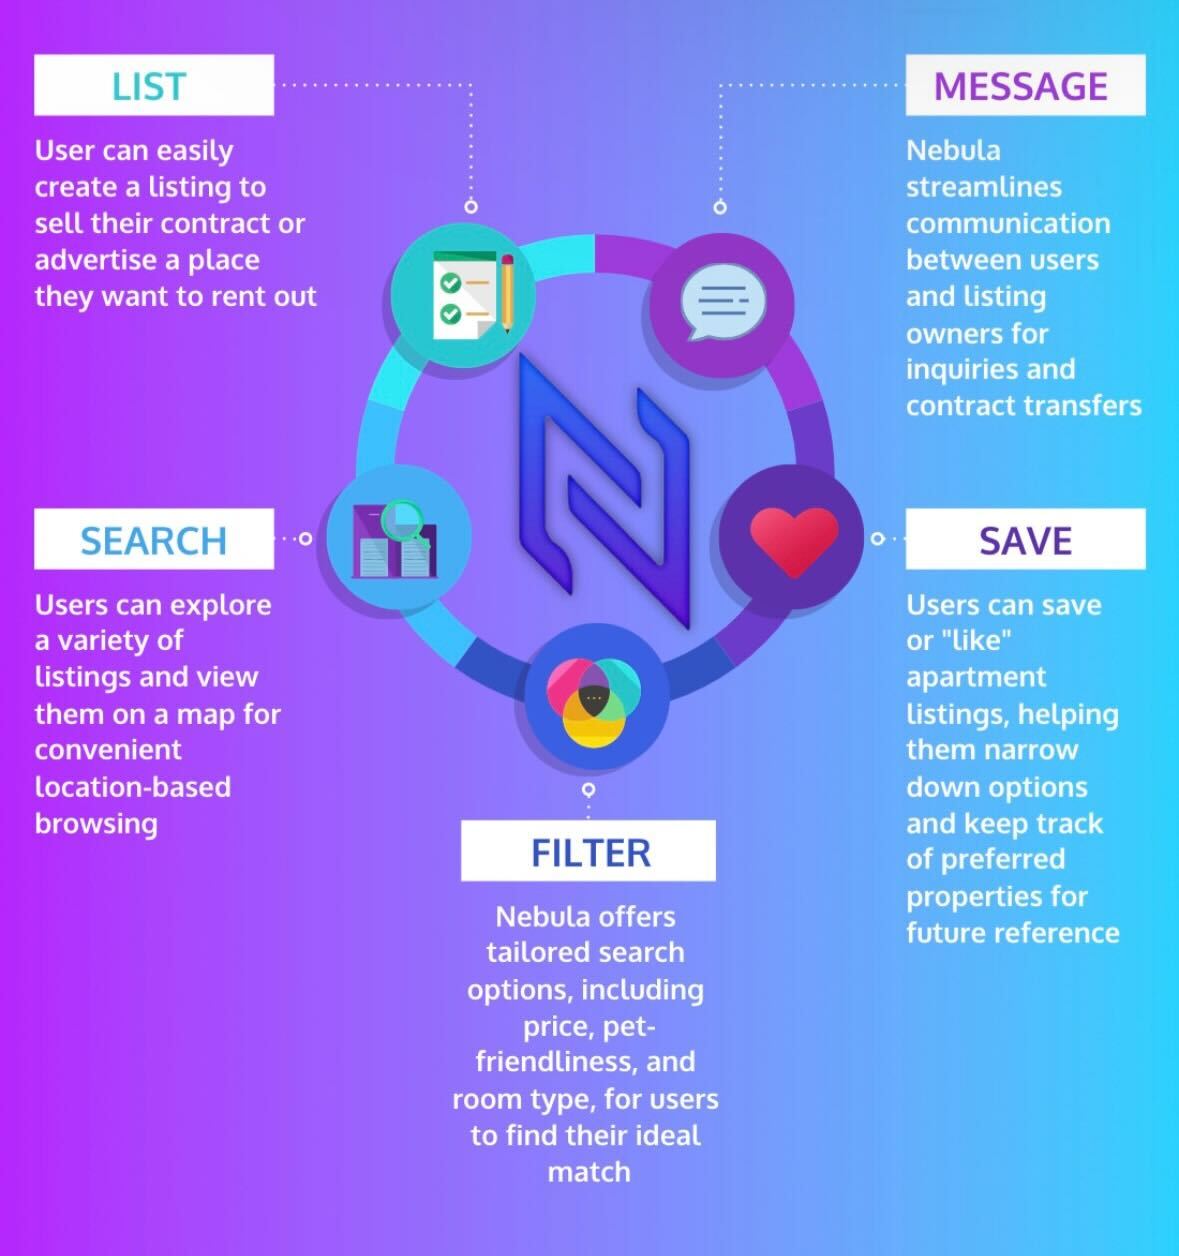 LIST
User can easily
create a listing to
sell their contract or
advertise a place
they want to rent out
MESSAGE
Nebula
streamlines
communication
between users
and listing
owners for
inquiries and
contract transfers
SEARCH
Users can explore
a variety of
listings and view
them on a map for
convenient
location-based
browsing
SAVE
Users can save
or "like"
apartment
listings, helping
them narrow
down options
and keep track
of preferred
properties for
future reference
FILTER
Nebula offers
tailored search
options, including
price, pet-
friendliness, and
room type, for users
to find their ideal
match